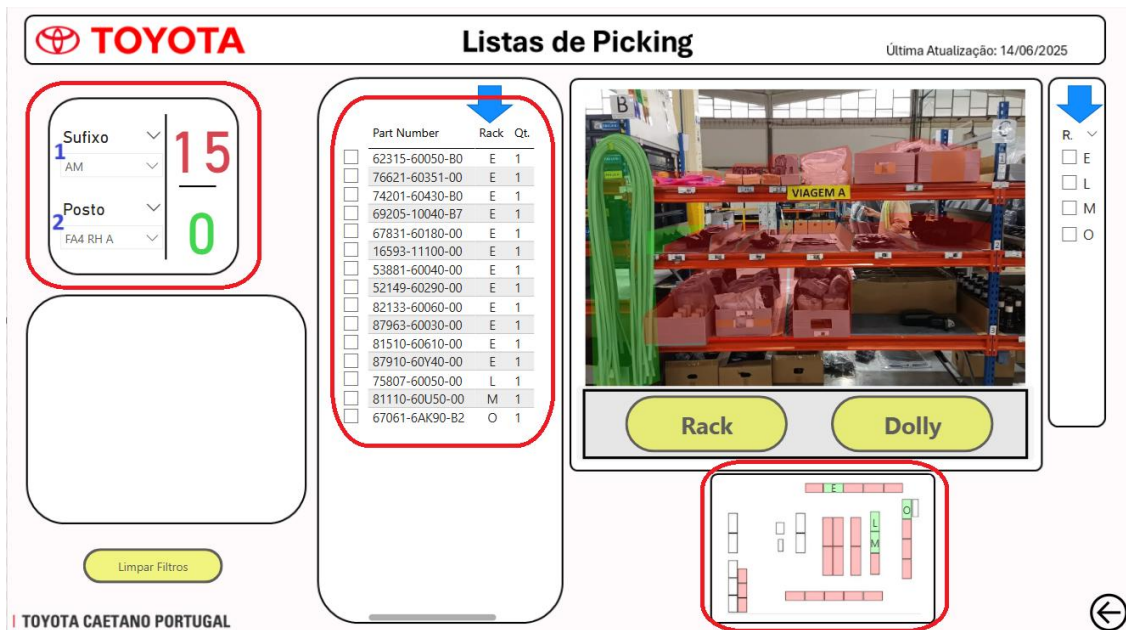 TOYOTA
Listas de Picking
Última Atualização: 14/06/2025
1
Sufixo
AM
2
Posto
FA4 RH A
15
0
Part Number Rack Qt.
62315-60050-B0 E 1
76621-60351-00 E 1
74201-60430-B0 E 1
69205-10040-B7 E 1
67831-60180-00 E 1
16593-11100-00 E 1
53881-60040-00 E 1
52149-60290-00 E 1
82133-60060-00 E 1
87963-60030-00 E 1
81510-60610-00 E 1
87910-60Y40-00 E 1
75807-60050-00 L 1
81110-60U50-00 M 1
67061-6AK90-B2 O 1
B
VIAGEM A
Rack
Dolly
R.
E
L
M
O
E
O
L
M
Limpar Filtros
TOYOTA CAETANO PORTUGAL